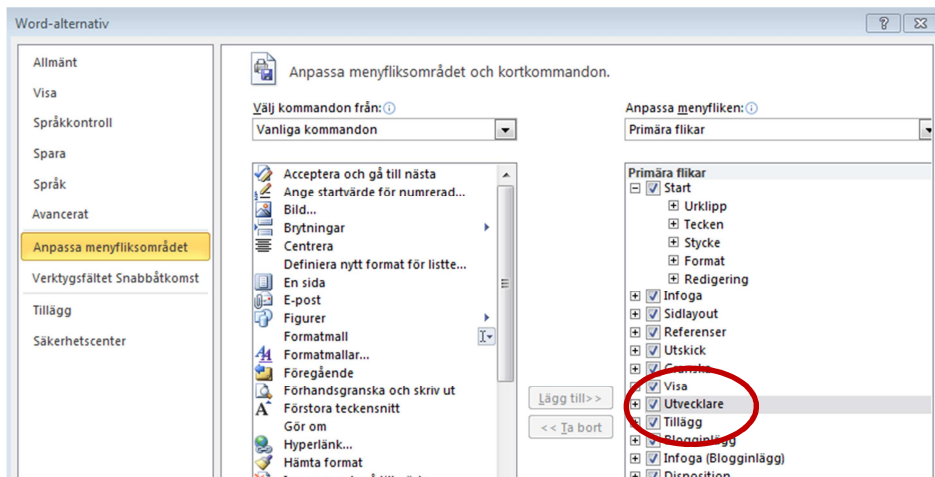 Word-alternativ
Allmänt
Visa
Språkkontroll
Spara
Språk
Avancerat
Anpassa menyfliksområdet
Verktygsfältet Snabbåtkomst
Tillägg
Säkerhetscenter
Anpassa menyfliksområdet och kortkommandon.
Välj kommandon från:
Vanliga kommandon
Acceptera och gå till nästa
Ange startvärde för numrerad...
Bild...
Brytningar
Centrera
Definiera nytt format för listte...
En sida
E-post
Figurer
Formatmall
Formatmallar...
Föregående
Förhandsgranska och skriv ut
Förstora teckensnitt
Gör om
Hyperlänk...
Hämta format
Lägg till>>
<< Ta bort
Anpassa menyfliken:
Primära flikar
Primära flikar
Start
Urklipp
Tecken
Stycke
Format
Redigering
Infoga
Sidlayout
Referenser
Utskick
Granska
Visa
Utvecklare
Tillägg
Blogginlägg
Infoga (Blogginlägg)
Disposition